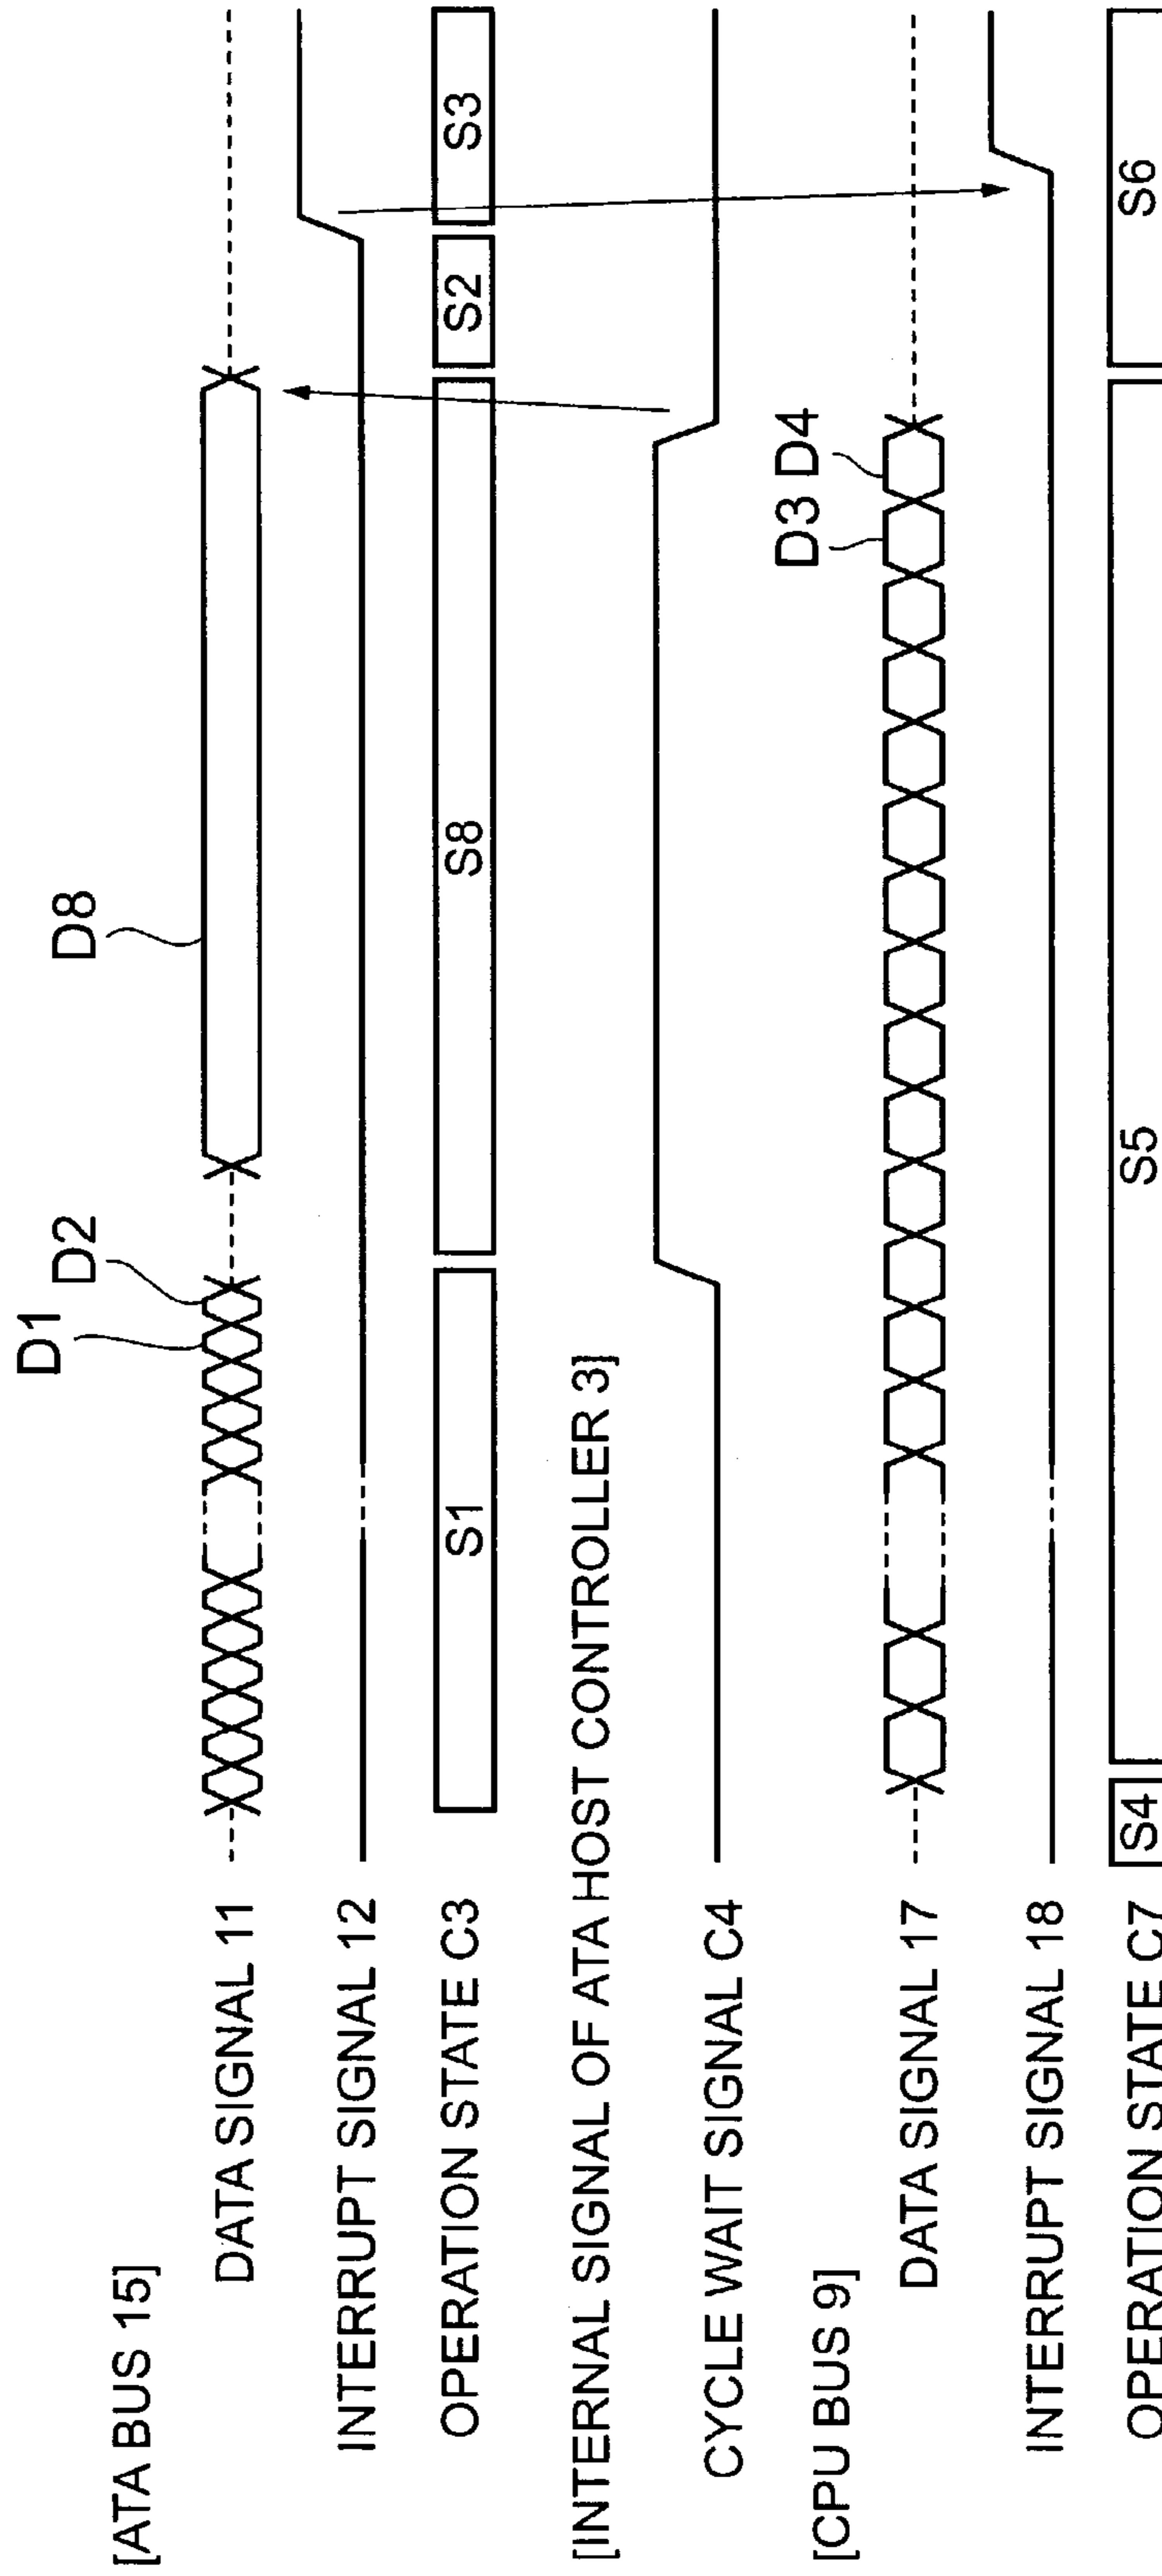 [ATA BUS 15]
D1 D2 D8
DATA SIGNAL 11
INTERRUPT SIGNAL 12
OPERATION STATE C3
S1 S8 S2 S3
[INTERNAL SIGNAL OF ATA HOST CONTROLLER 3]
CYCLE WAIT SIGNAL C4
[CPU BUS 9]
D3 D4
DATA SIGNAL 17
INTERRUPT SIGNAL 18
OPERATION STATE C7
S4 S5 S6